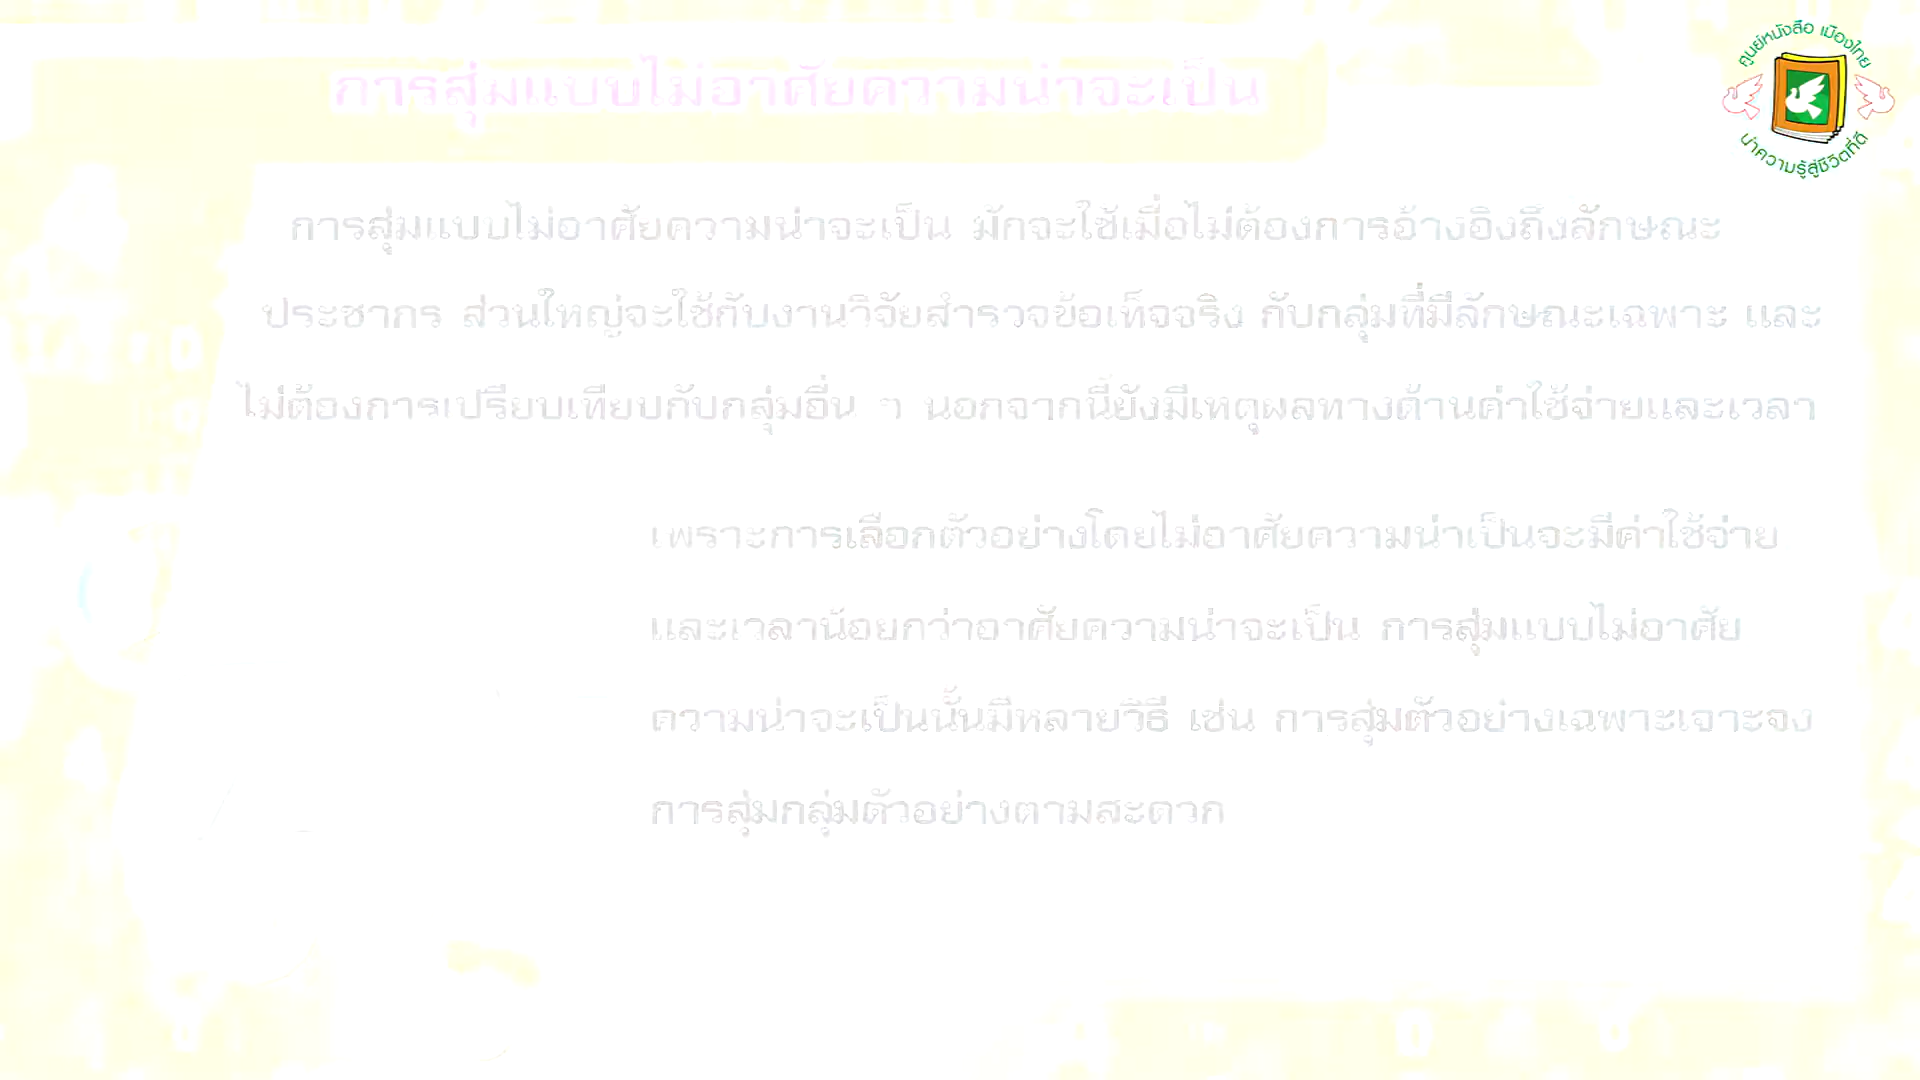 การสุ่มแบบไม่อาศัยความน่าจะเป็น
ศูนย์หนังสือ เมืองไทย
นำความรู้สู่ชีวิตที่ดี
การสุ่มแบบไม่อาศัยความน่าจะเป็น มักจะใช้เมื่อไม่ต้องการอ้างอิงถึงลักษณะ
ประชากร ส่วนใหญ่จะใช้กับงานวิจัยสำรวจข้อเท็จจริง กับกลุ่มที่มีลักษณะเฉพาะ และ
ไม่ต้องการเปรียบเทียบกับกลุ่มอื่น ๆ นอกจากนี้ยังมีเหตุผลทางด้านค่าใช้จ่ายและเวลา
เพราะการเลือกตัวอย่างโดยไม่อาศัยความน่าเป็นจะมีค่าใช้จ่าย
และเวลาน้อยกว่าอาศัยความน่าจะเป็น การสุ่มแบบไม่อาศัย
ความน่าจะเป็นนั้นมีหลายวิธี เช่น การสุ่มตัวอย่างเฉพาะเจาะจง
การสุ่มกลุ่มตัวอย่างตามสะดวก